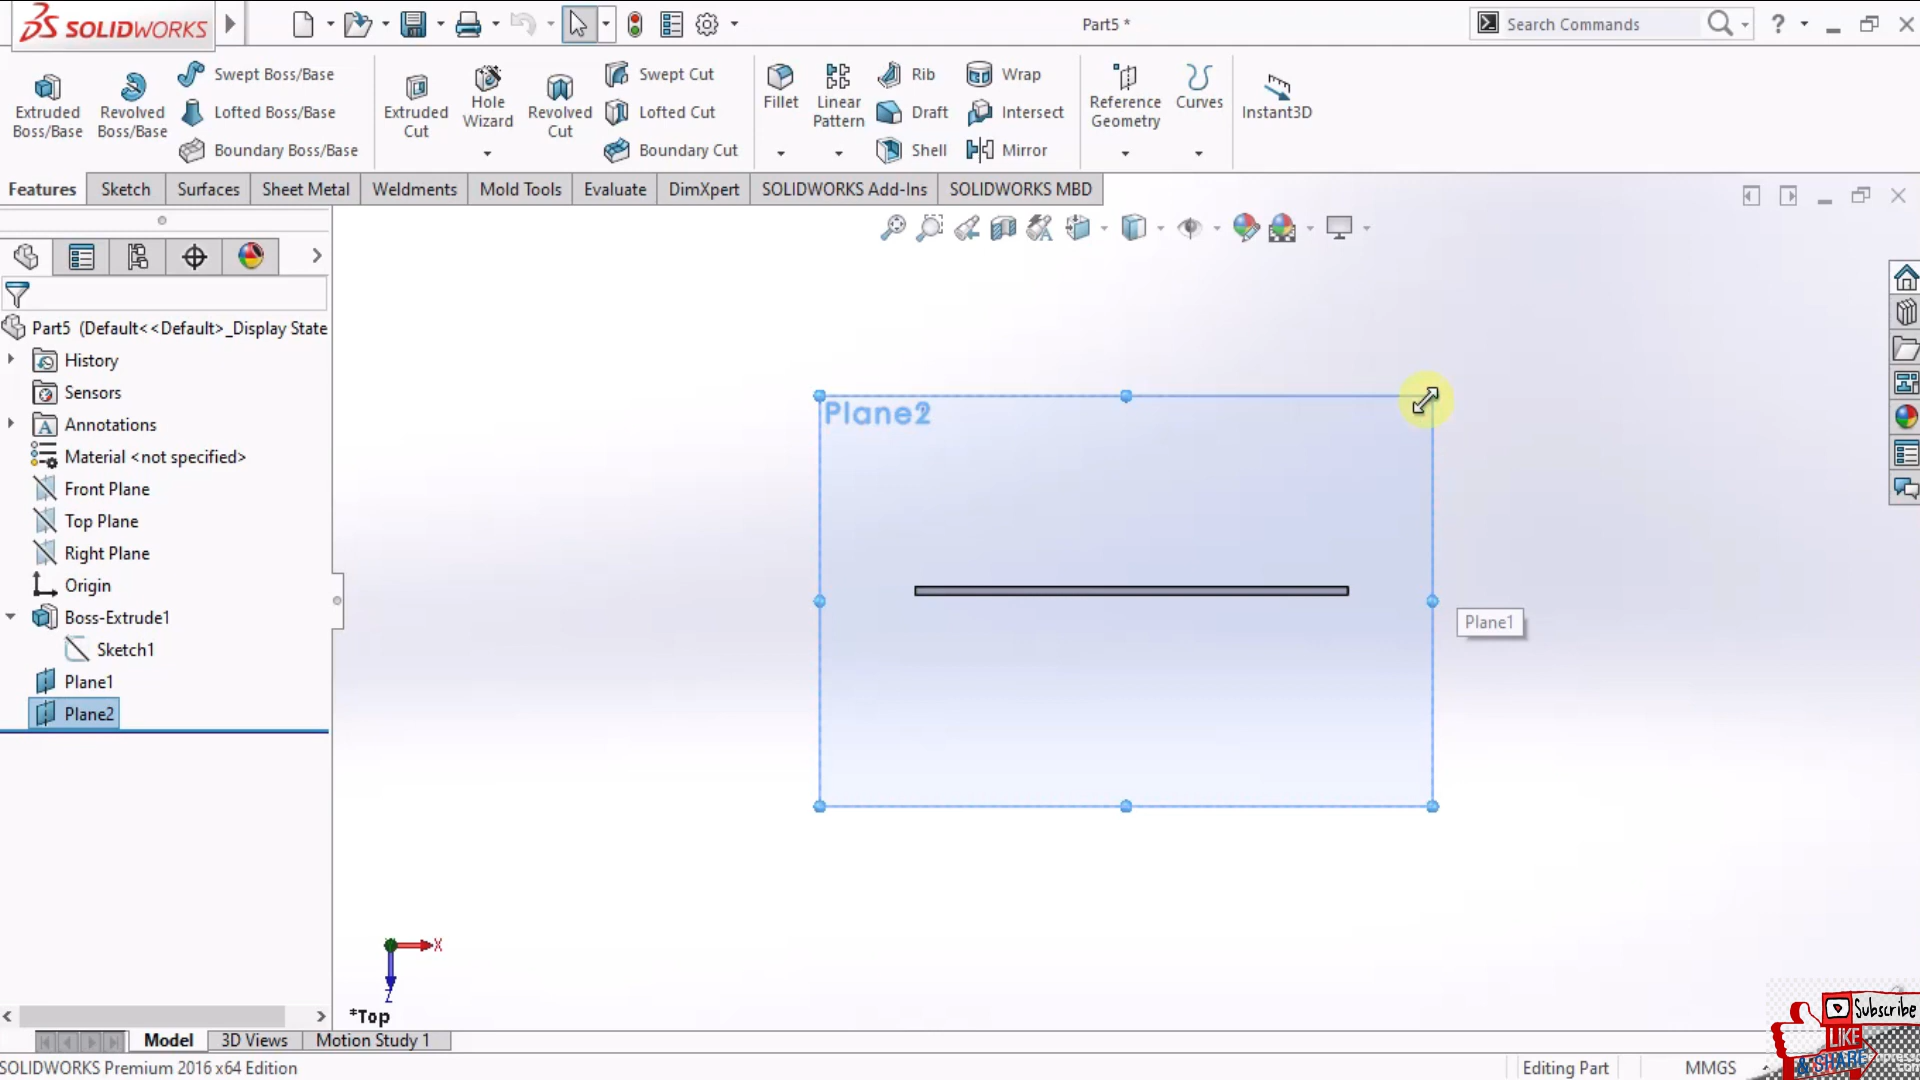 SOLIDWORKS
Part5 *
Search Commands
?
Extruded Boss/Base
Revolved Boss/Base
Swept Boss/Base
Lofted Boss/Base
Boundary Boss/Base
Extruded Cut
Hole Wizard
Revolved Cut
Swept Cut
Lofted Cut
Boundary Cut
Fillet
Linear Pattern
Rib
Draft
Shell
Wrap
Intersect
Mirror
Reference Geometry
Curves
Instant3D
Features
Sketch
Surfaces
Sheet Metal
Weldments
Mold Tools
Evaluate
DimXpert
SOLIDWORKS Add-Ins
SOLIDWORKS MBD
Part5 (Default<<Default>_Display State
History
Sensors
Annotations
Material <not specified>
Front Plane
Top Plane
Right Plane
Origin
Boss-Extrude1
Sketch1
Plane1
Plane2
Plane2
Plane1
X
Z
*Top
Model
3D Views
Motion Study 1
SOLIDWORKS Premium 2016 x64 Edition
Editing Part
MMGS
Subscribe
LIKE
& SHARE